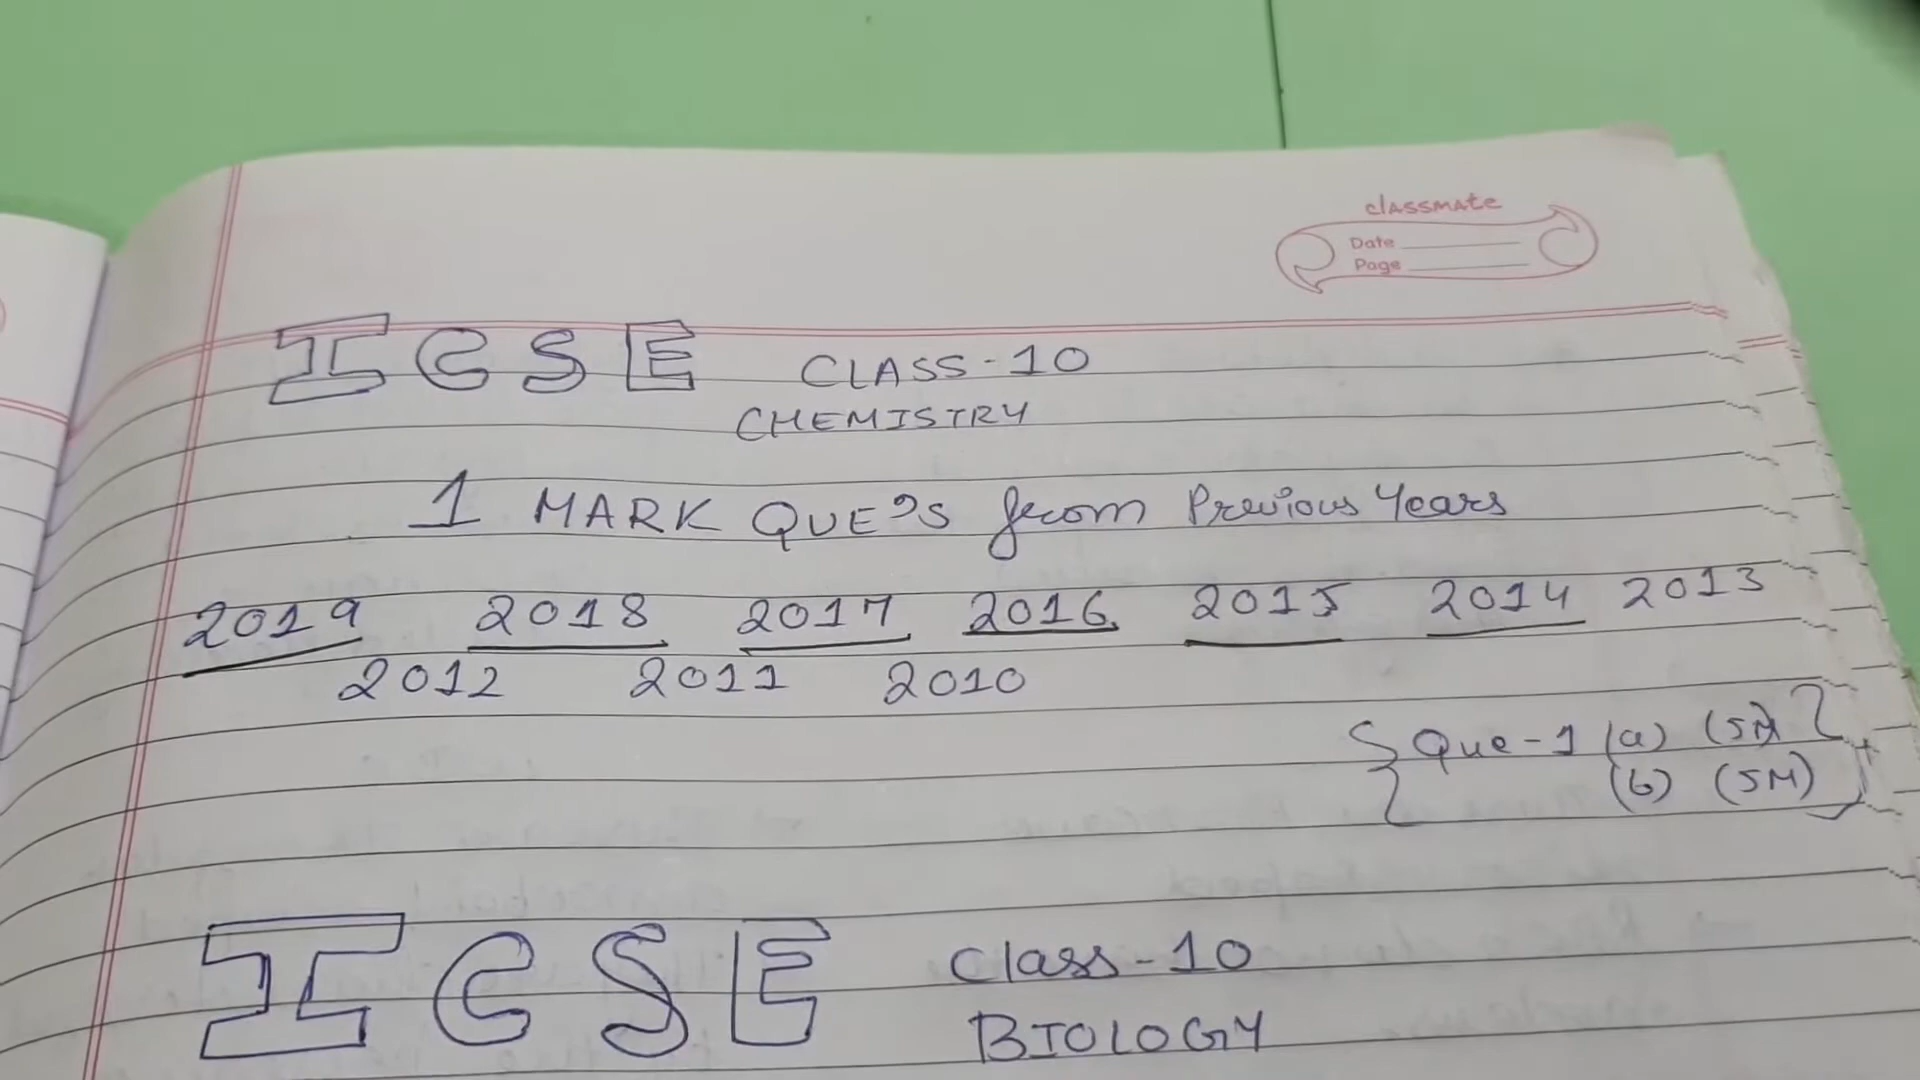 classmate
Date
Page
ICSE CLASS-10
CHEMISTRY
1 MARK QUE'S from Previous Years
2019 2018 2017 2016 2015 2014 2013
2012 2011 2010
{ Que-1 (a) (5M) }
(b) (5M)
ICSE Class-10
BIOLOGY